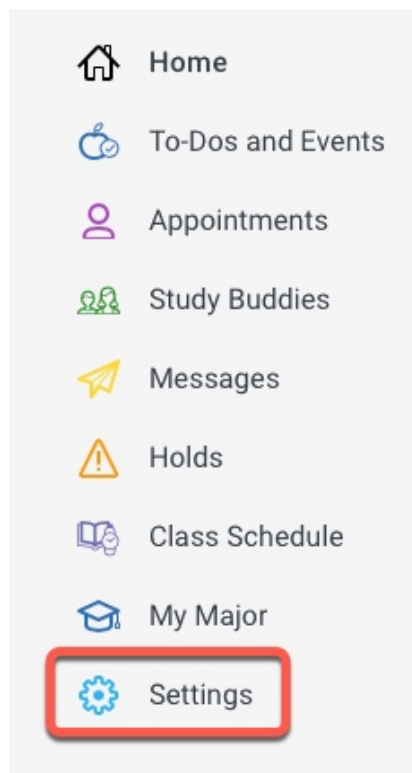 Home
To-Dos and Events
Appointments
Study Buddies
Messages
Holds
Class Schedule
My Major
Settings